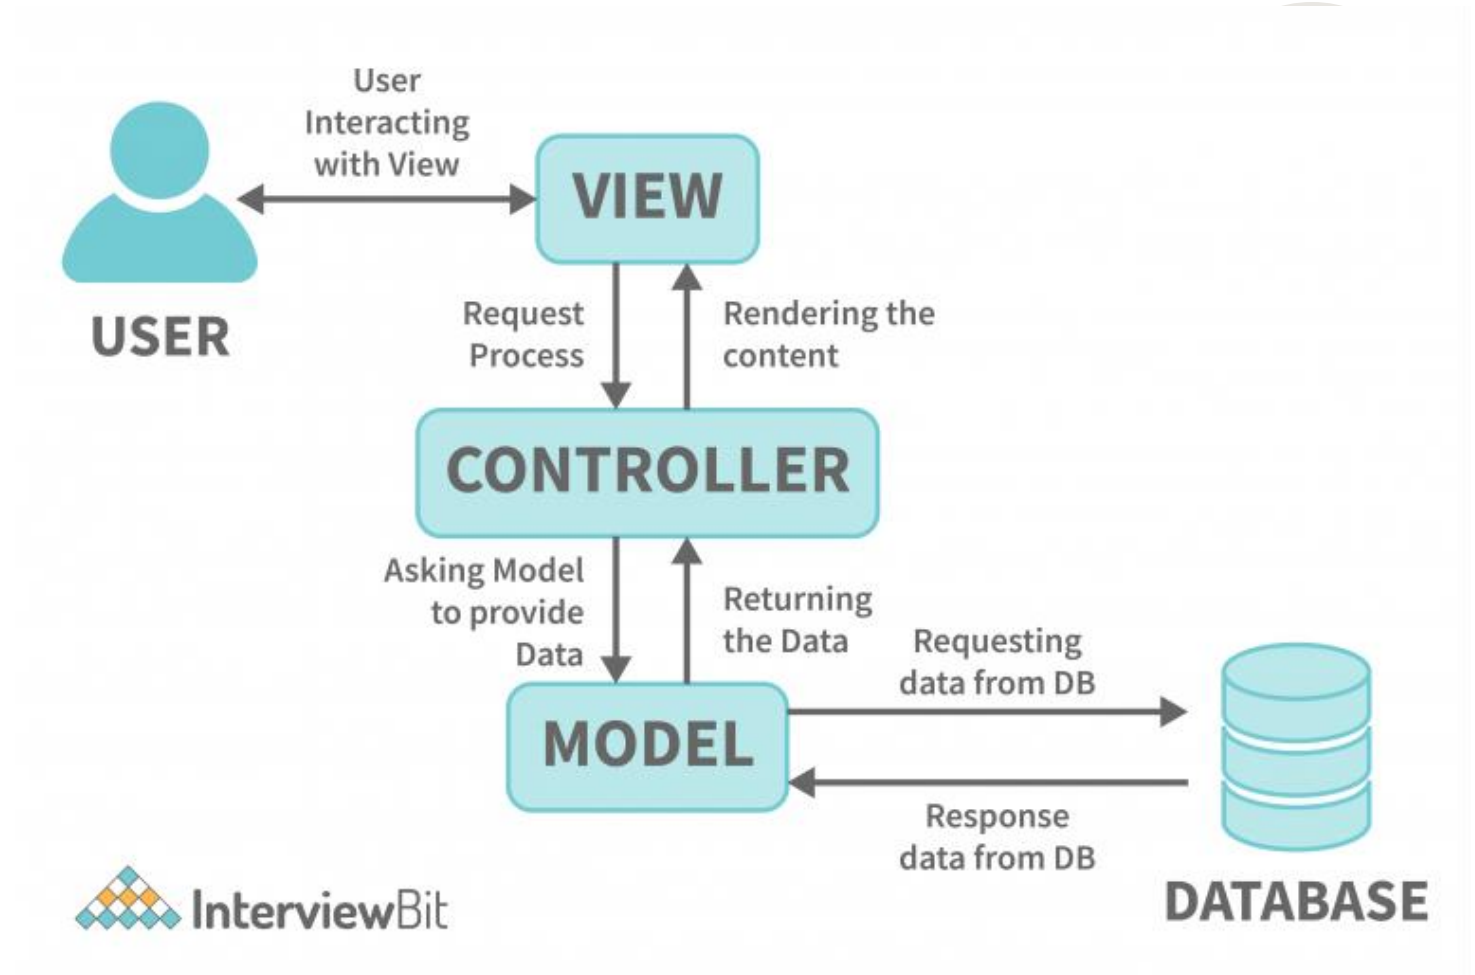 User
Interacting
with View
VIEW
USER
Request
Process
Rendering the
content
CONTROLLER
Asking Model
to provide
Data
Returning
the Data
Requesting
data from DB
MODEL
Response
data from DB
DATABASE
InterviewBit